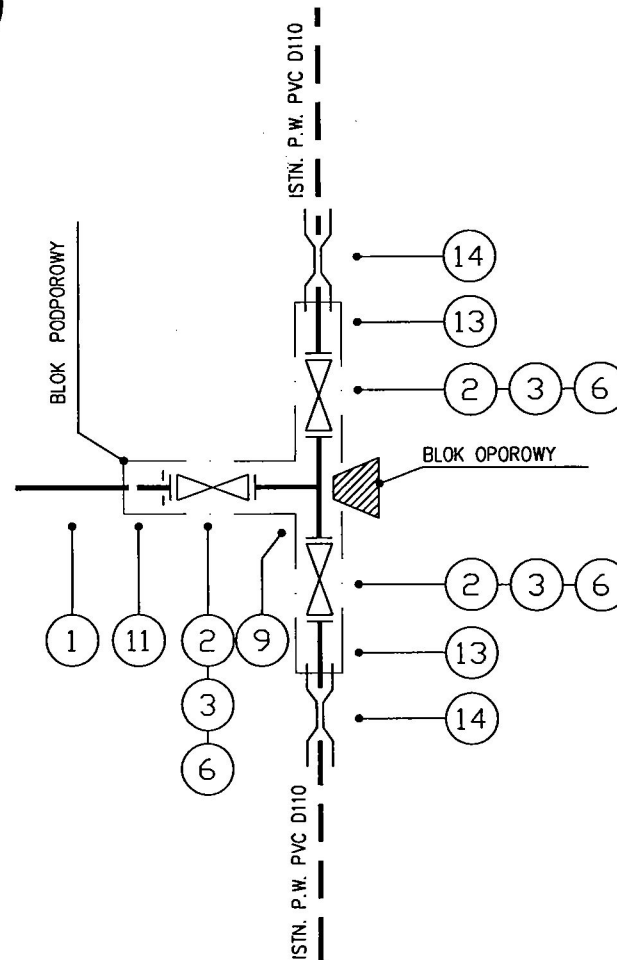 ISTN. P.W. PVC D110
BLOK PODPOROWY
14
13
2 3 6
BLOK OPOROWY
2 3 6
1 11 2 9
3
6
13
14
ISTN. P.W. PVC D110